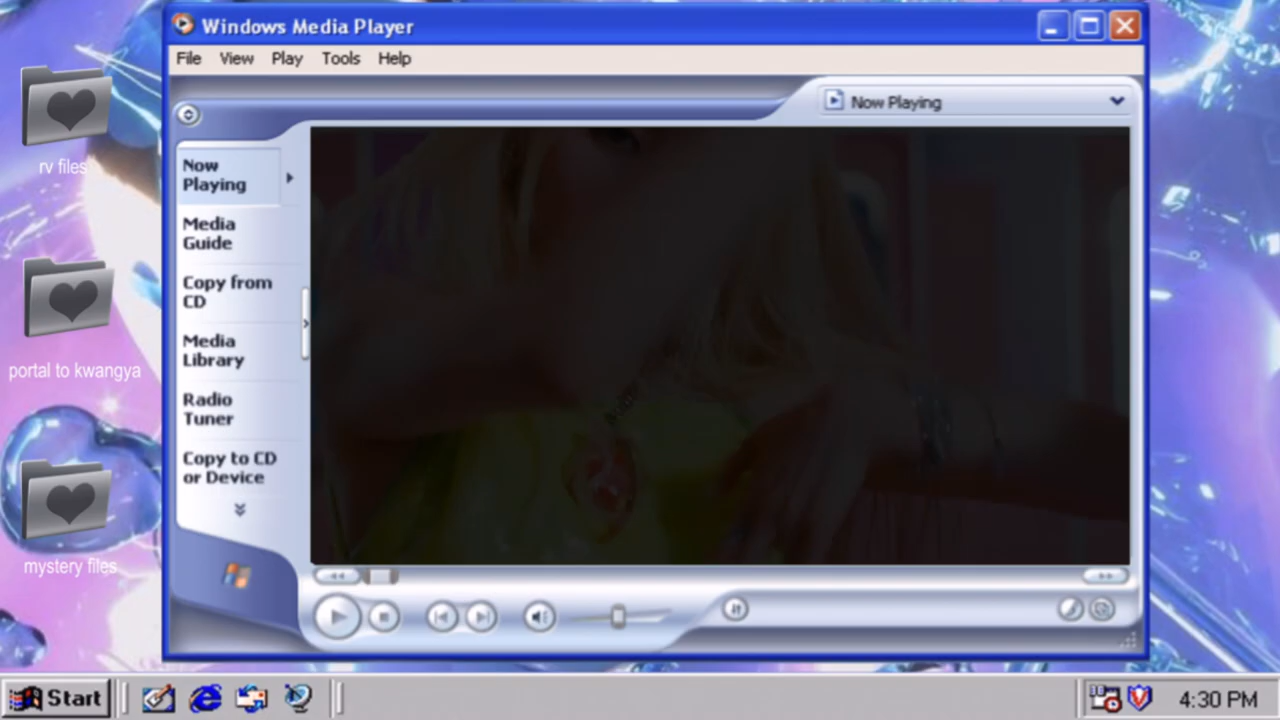 Windows Media Player
File View Play Tools Help
Now Playing
Now
Playing
Media
Guide
Copy from
CD
Media
Library
Radio
Tuner
Copy to CD
or Device
rv files
portal to kwangya
mystery files
Start
4:30 PM